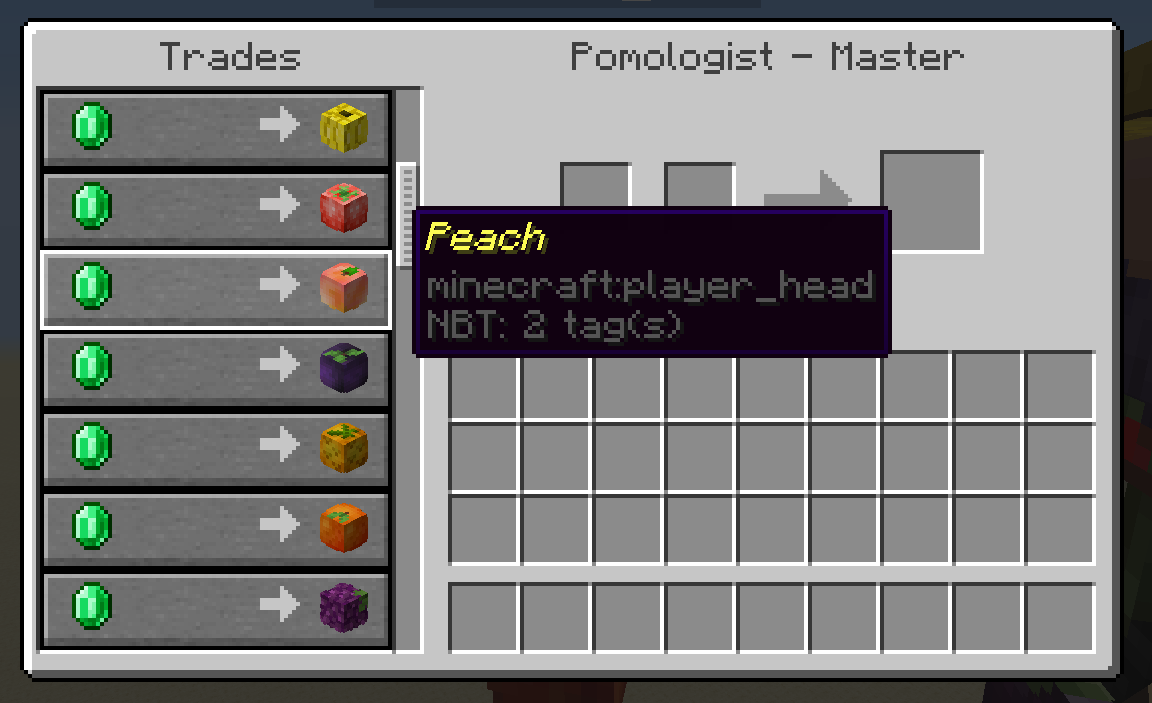 Trades
Pomologist - Master
Peach
minecraft:player_head
NBT: 2 tag(s)